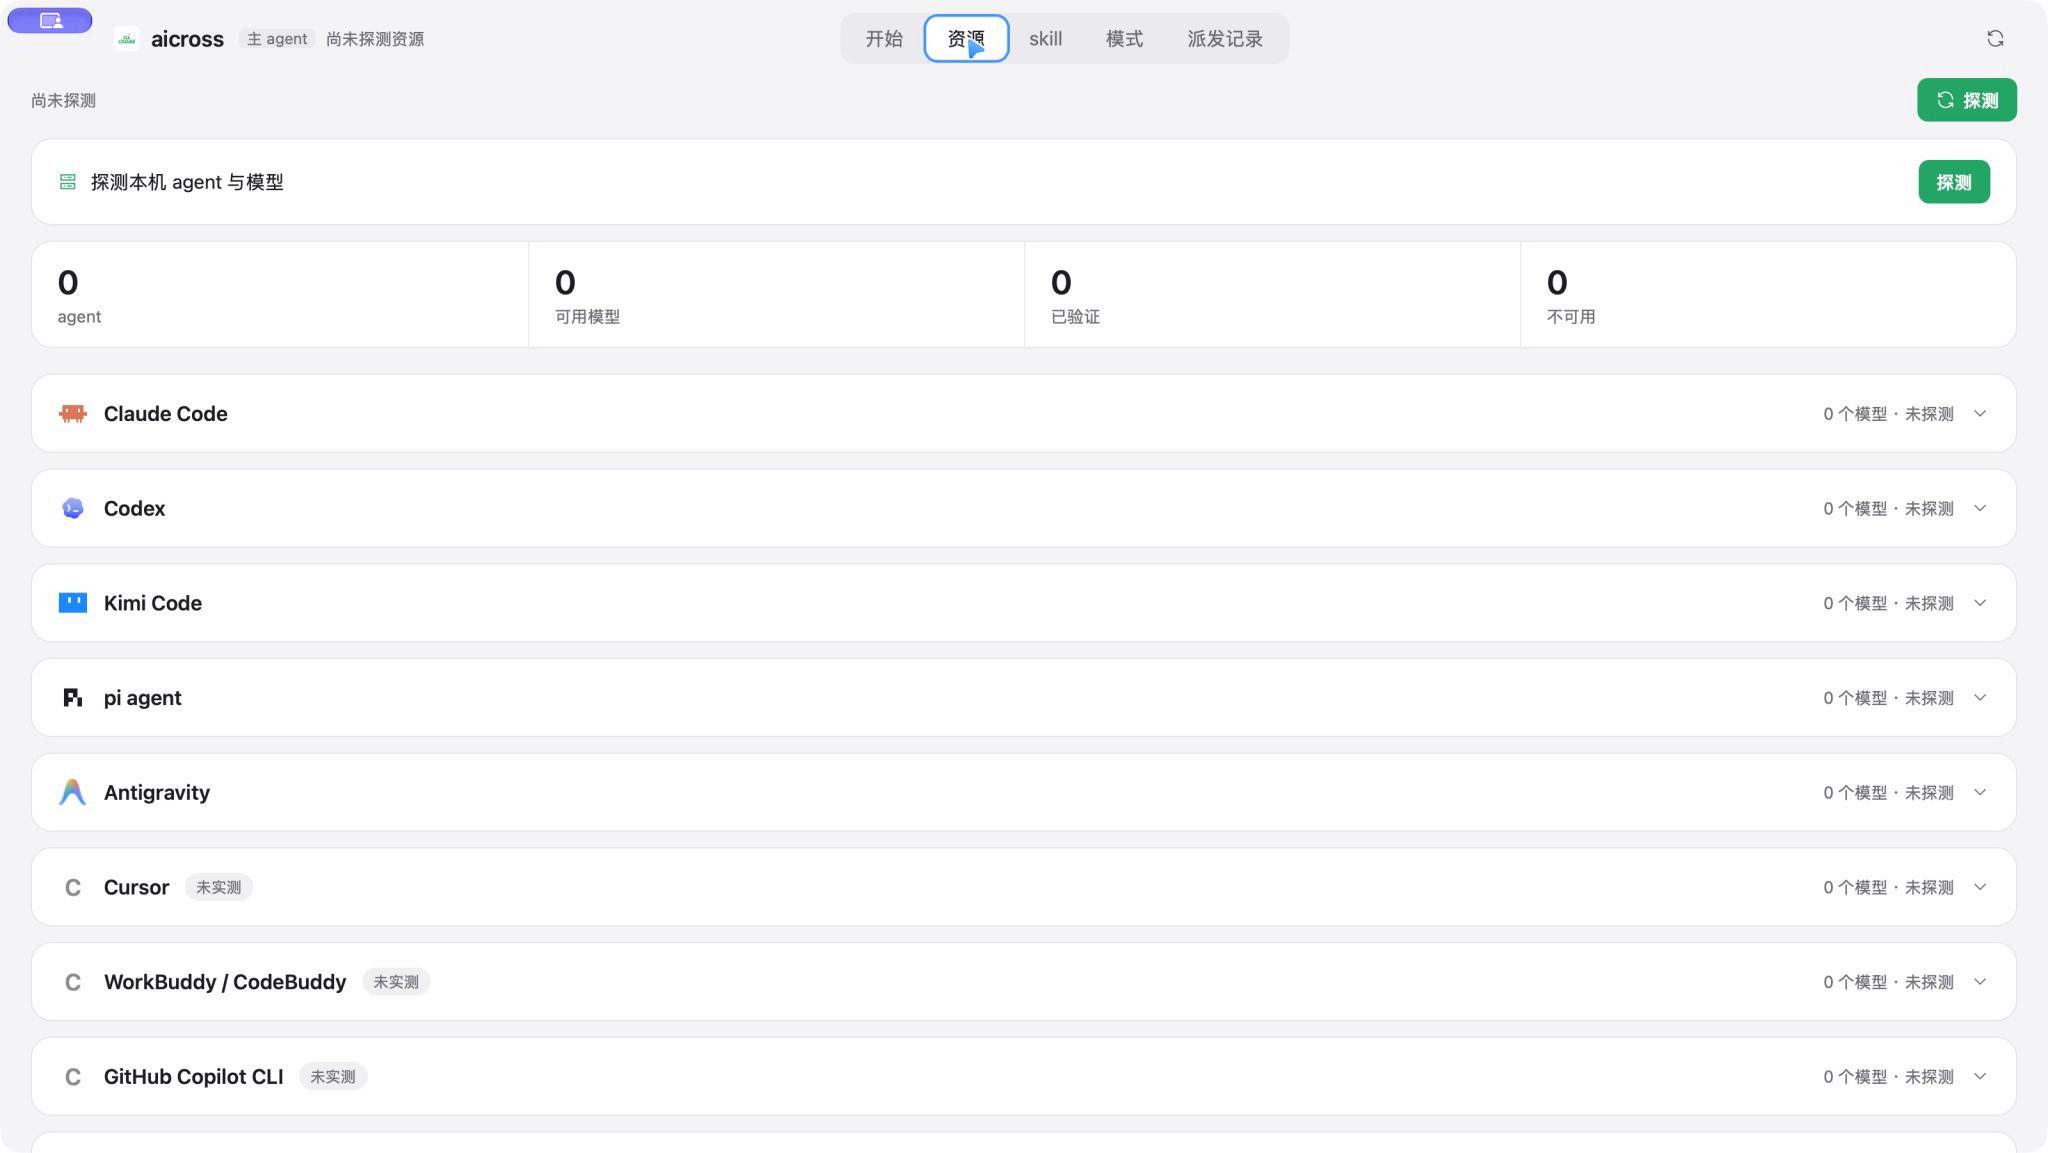 aicross 主 agent 尚未探测资源 开始 资源 skill 模式 派发记录
尚未探测 探测
探测本机 agent 与模型 探测
0 0 0 0
agent 可用模型 已验证 不可用
Claude Code 0 个模型 · 未探测
Codex 0 个模型 · 未探测
Kimi Code 0 个模型 · 未探测
pi agent 0 个模型 · 未探测
Antigravity 0 个模型 · 未探测
C Cursor 未实测 0 个模型 · 未探测
C WorkBuddy / CodeBuddy 未实测 0 个模型 · 未探测
C GitHub Copilot CLI 未实测 0 个模型 · 未探测